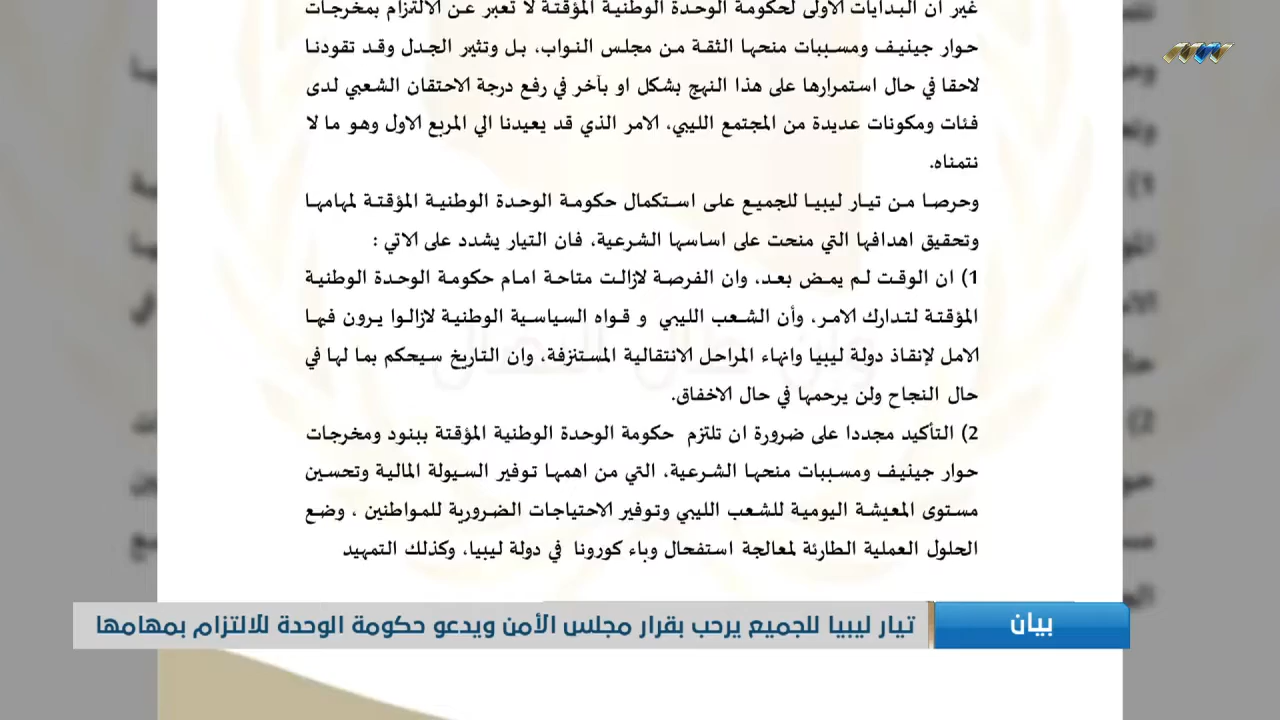 غير أن البدايات الأولى لحكومة الوحدة الوطنية المؤقتة لا تعبر عن الالتزام بمخرجات
حوار جينيف ومسببات منحها الثقة من مجلس النواب، بل وتثير الجدل وقد تقودنا
لاحقا في حال استمرارها على هذا النهج بشكل او بآخر في رفع درجة الاحتقان الشعبي لدى
فئات ومكونات عديدة من المجتمع الليبي، الامر الذي قد يعيدنا الي المربع الاول وهو ما لا
نتمناه.
وحرصا من تيار ليبيا للجميع على استكمال حكومة الوحدة الوطنية المؤقتة لمهامها
وتحقيق اهدافها التي منحت على اساسها الشرعية، فان التيار يشدد على الاتي :
1) ان الوقت لم يمض بعد، وان الفرصة لازالت متاحة امام حكومة الوحدة الوطنية
المؤقتة لتدارك الامر، وأن الشعب الليبي و قواه السياسية الوطنية لازالوا يرون فيها
الامل لإنقاذ دولة ليبيا وانهاء المراحل الانتقالية المستنزفة، وان التاريخ سيحكم بما لها في
حال النجاح ولن يرحمها في حال الاخفاق.
2) التأكيد مجددا على ضرورة ان تلتزم حكومة الوحدة الوطنية المؤقتة ببنود ومخرجات
حوار جينيف ومسببات منحها الشرعية، التي من اهمها توفير السيولة المالية وتحسين
مستوى المعيشة اليومية للشعب الليبي وتوفير الاحتياجات الضرورية للمواطنين ، وضع
الحلول العملية الطارئة لمعالجة استفحال وباء كورونا في دولة ليبيا، وكذلك التمهيد
بيان
تيار ليبيا للجميع يرحب بقرار مجلس الأمن ويدعو حكومة الوحدة للالتزام بمهامها